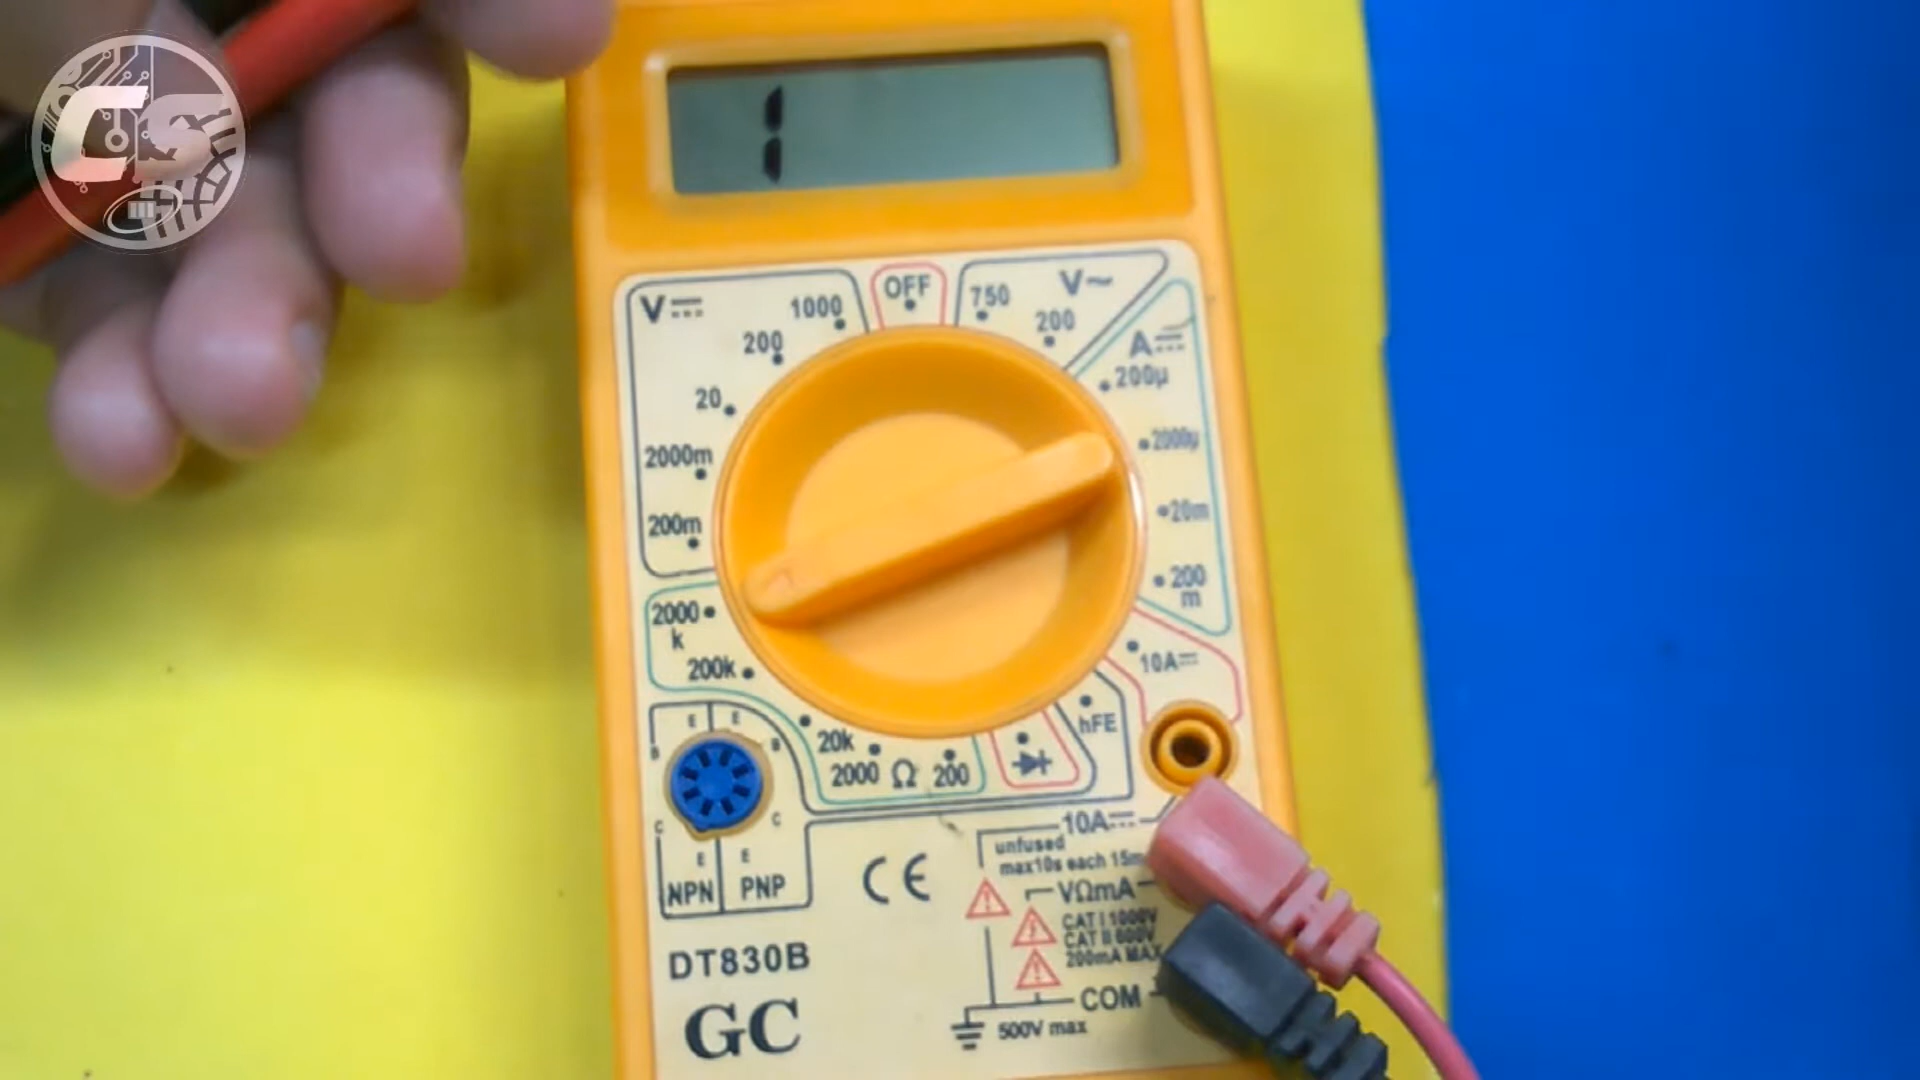 CS
1
OFF
V
1000
200
20
2000m
200m
750
V~
200
A
200µ
2000µ
20m
200
m
10A
2000
k
200k
20k
2000 Ω 200
hFE
E E
B B
C C
E E
NPN PNP
10A
unfused
max10s each 15m
VΩmA
CAT I 1000V
CAT II 600V
200mA MAX
COM
500V max
CE
DT830B
GC